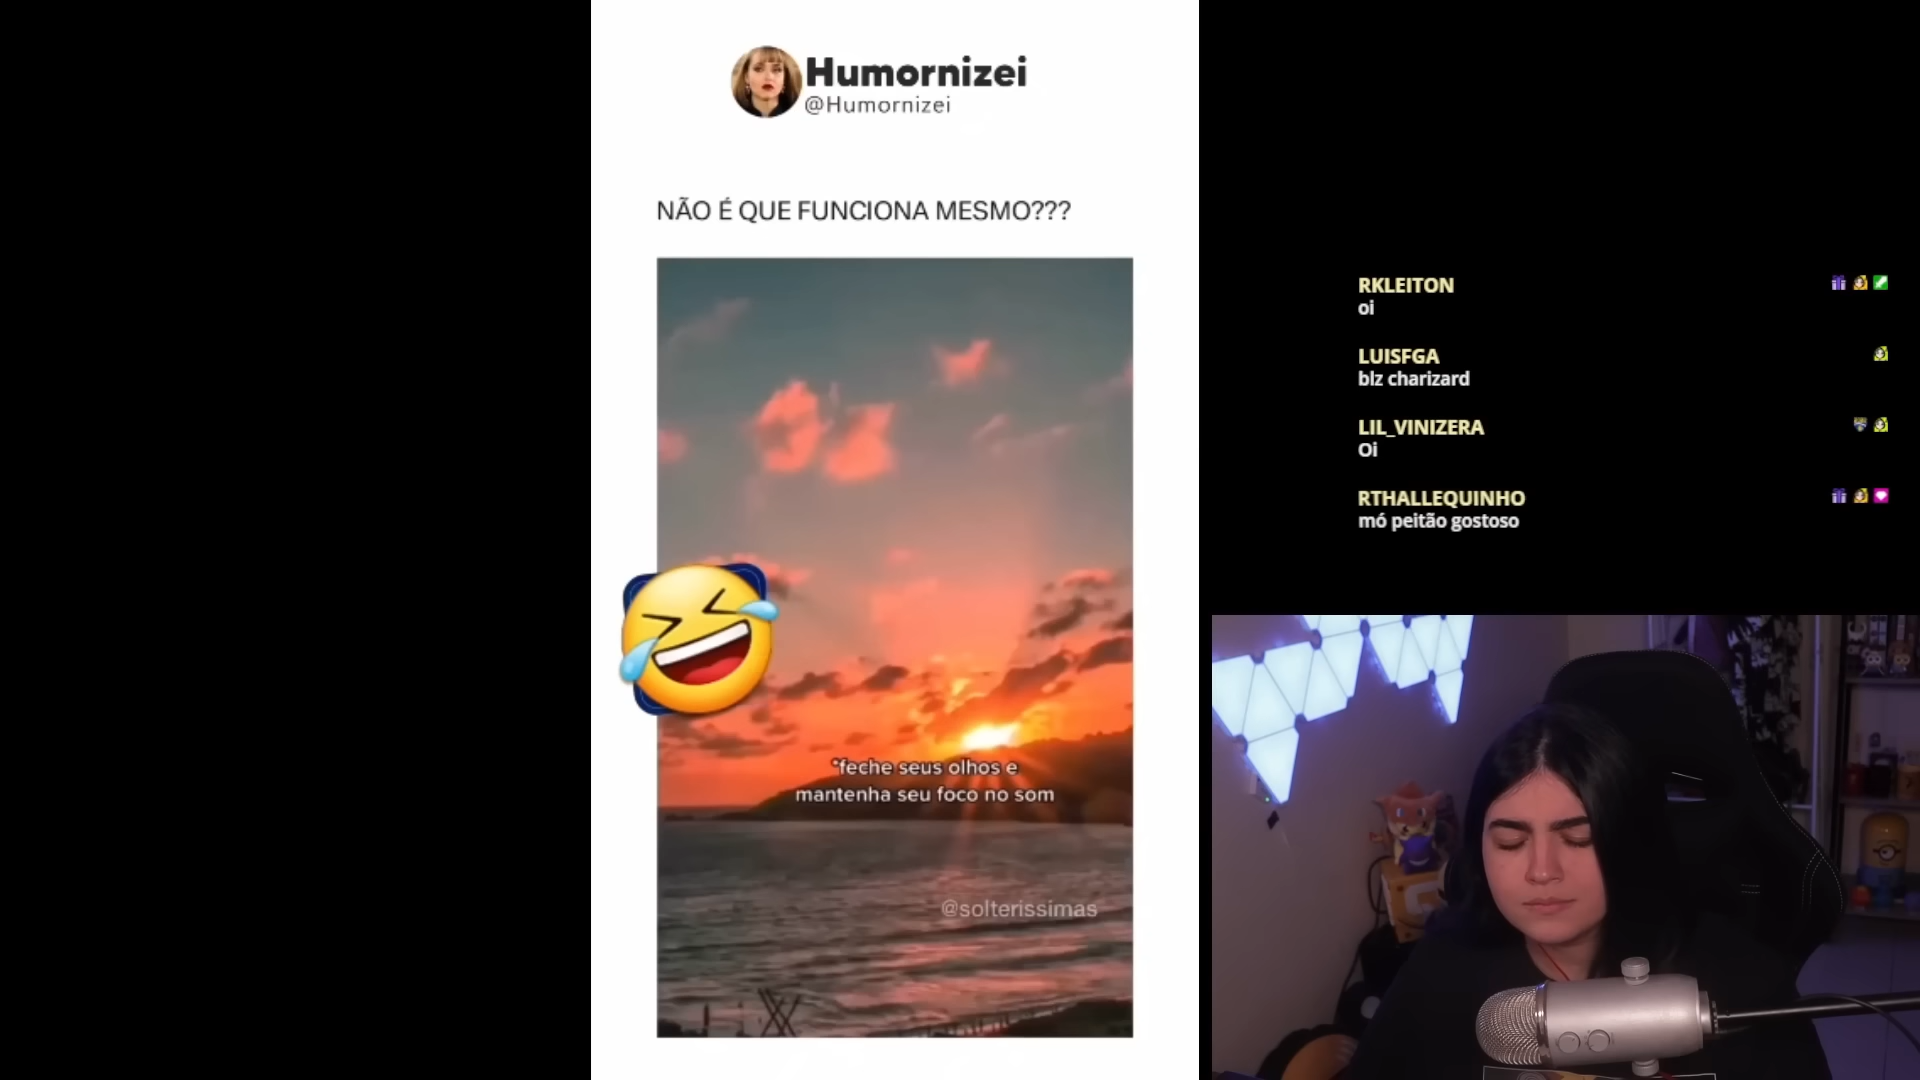 Humornizei
@Humornizei
NÃO É QUE FUNCIONA MESMO???
*feche seus olhos e
mantenha seu foco no som
@solterissimas
RKLEITON
oi
LUISFGA
blz charizard
LIL_VINIZERA
Oi
RTHALLEQUINHO
mó peitão gostoso